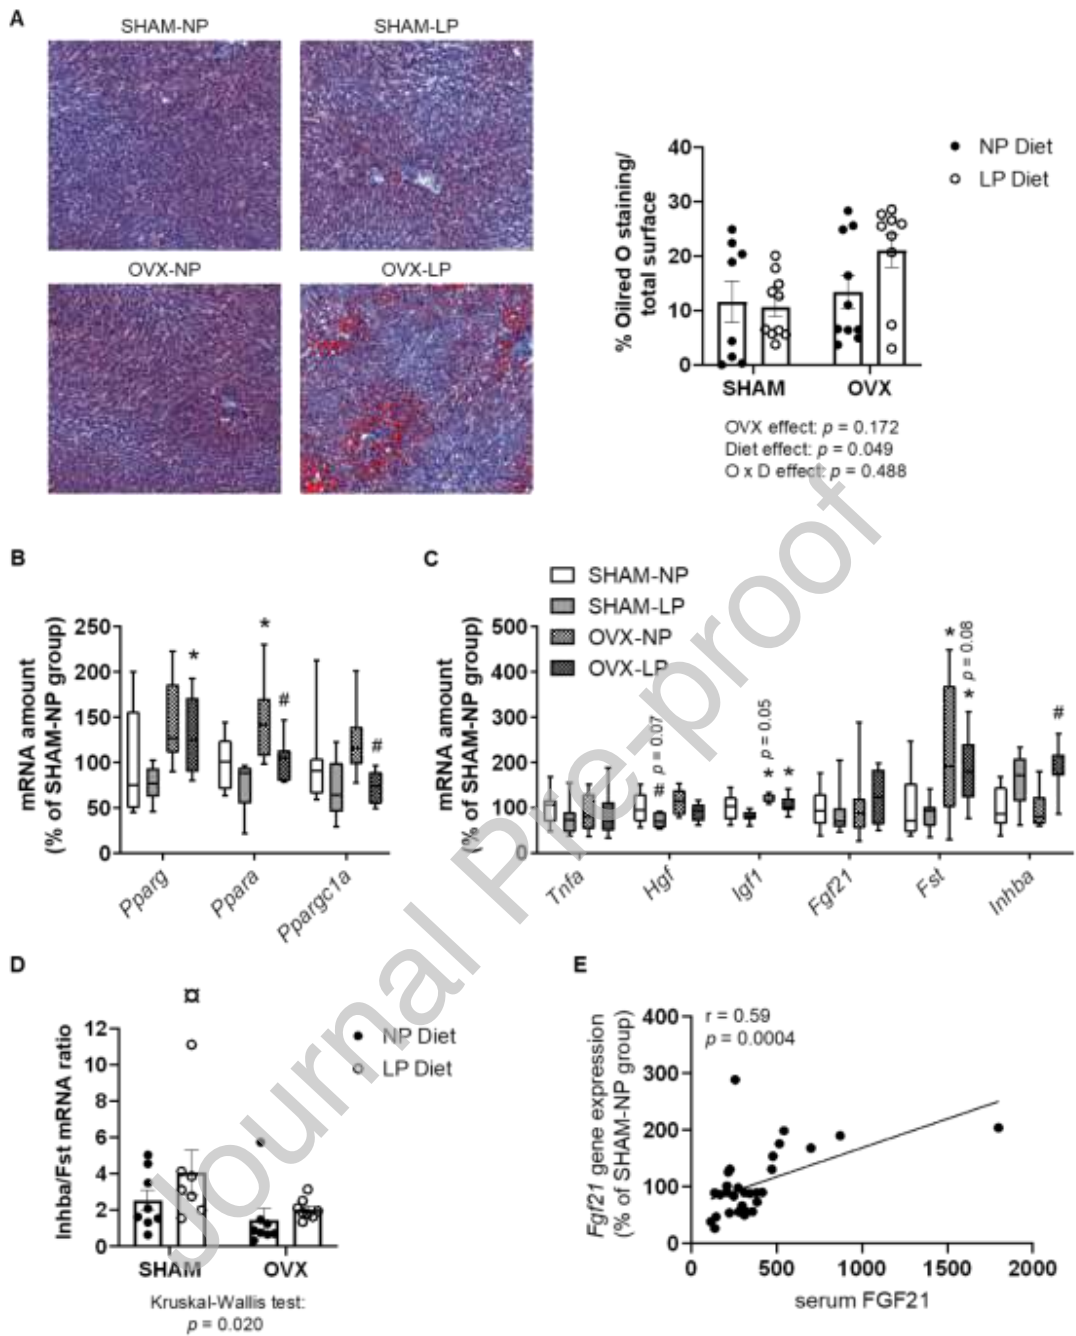 A
SHAM-NP
SHAM-LP
OVX-NP
OVX-LP
% Oilred O staining/
total surface
40
30
20
10
0
SHAM
OVX
NP Diet
LP Diet
OVX effect: p = 0.172
Diet effect: p = 0.049
O x D effect: p = 0.488
B
mRNA amount
(% of SHAM-NP group)
250
200
150
100
50
0
*
*
#
#
Pparg
Ppara
Ppargc1a
C
SHAM-NP
SHAM-LP
OVX-NP
OVX-LP
mRNA amount
(% of SHAM-NP group)
500
400
300
200
100
0
# p = 0.07
* p = 0.05
*
*
* p = 0.08
#
Tnfa
Hgf
Igf1
Fgf21
Fst
Inhba
D
Inhba/Fst mRNA ratio
12
10
8
6
4
2
0
¤
NP Diet
LP Diet
SHAM
OVX
Kruskal-Wallis test:
p = 0.020
E
Fgf21 gene expression
(% of SHAM-NP group)
400
300
200
100
0
r = 0.59
p = 0.0004
0
500
1000
1500
2000
serum FGF21
Journal Pre-proof